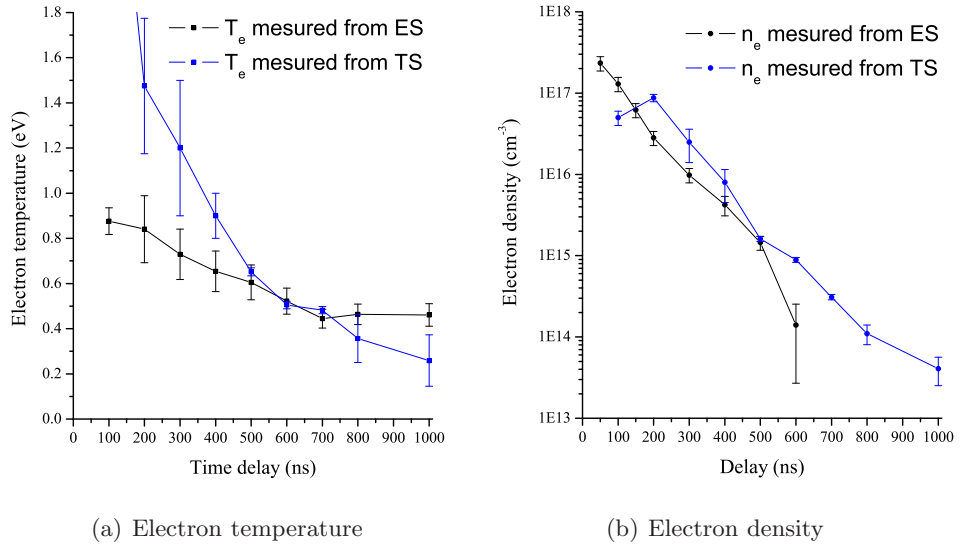 T_e mesured from ES
T_e mesured from TS
1.8
1.6
1.4
1.2
1.0
0.8
0.6
0.4
0.2
0.0
0 100 200 300 400 500 600 700 800 900 1000
Electron temperature (eV)
Time delay (ns)
(a) Electron temperature
n_e mesured from ES
n_e mesured from TS
1E18
1E17
1E16
1E15
1E14
1E13
0 100 200 300 400 500 600 700 800 900 1000
Electron density (cm⁻³)
Delay (ns)
(b) Electron density